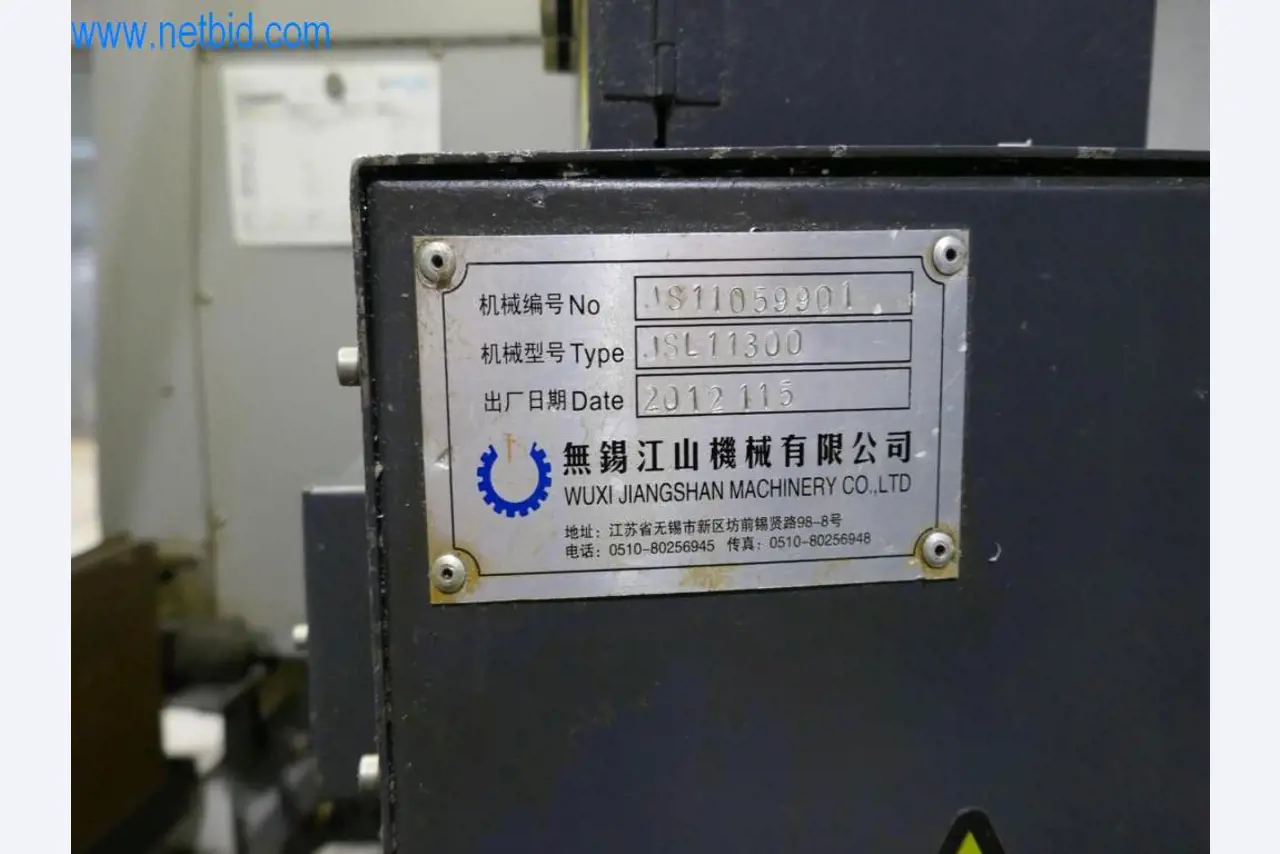 www.netbid.com
机械编号No JS11059901
机械型号Type JSL11300
出厂日期Date 2012 115
無錫江山機械有限公司
WUXI JIANGSHAN MACHINERY CO.,LTD
地址：江苏省无锡市新区坊前锡贤路98-8号
电话：0510-80256945 传真：0510-80256948